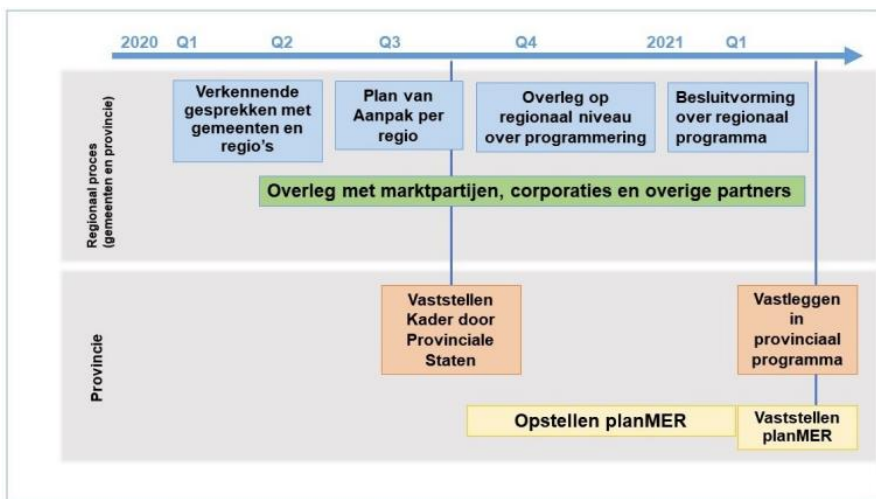 2020 Q1 Q2 Q3 Q4 2021 Q1
Regionaal proces
(gemeenten en provincie)
Verkennende
gesprekken met
gemeenten en
regio's
Plan van
Aanpak per
regio
Overleg op
regionaal niveau
over programmering
Besluitvorming
over regionaal
programma
Overleg met marktpartijen, corporaties en overige partners
Provincie
Vaststellen
Kader door
Provinciale
Staten
Vastleggen
in
provinciaal
programma
Opstellen planMER
Vaststellen
planMER